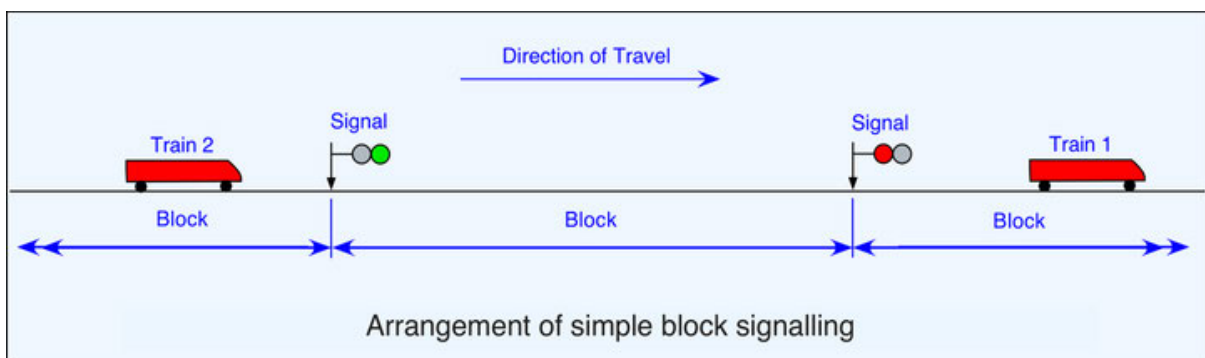 Direction of Travel
Signal
Signal
Train 2
Train 1
Block
Block
Block
Arrangement of simple block signalling